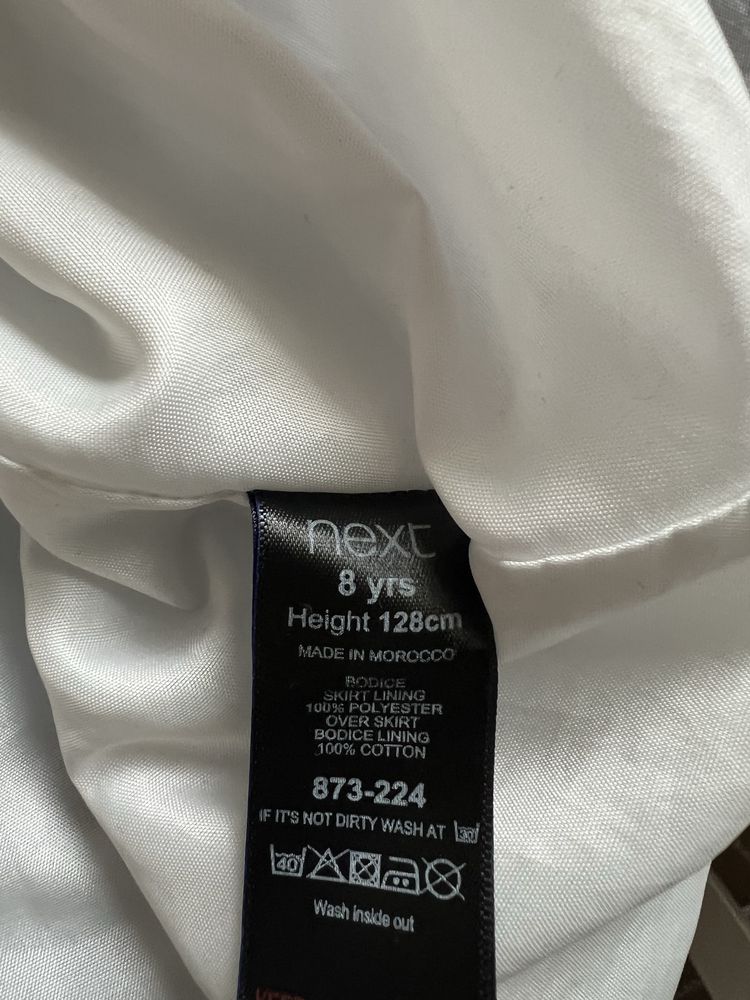 next
8 yrs
Height 128cm
MADE IN MOROCCO
BODICE
SKIRT LINING
100% POLYESTER
OVER SKIRT
BODICE LINING
100% COTTON
873-224
IF IT'S NOT DIRTY WASH AT 30°
40°
Wash inside out